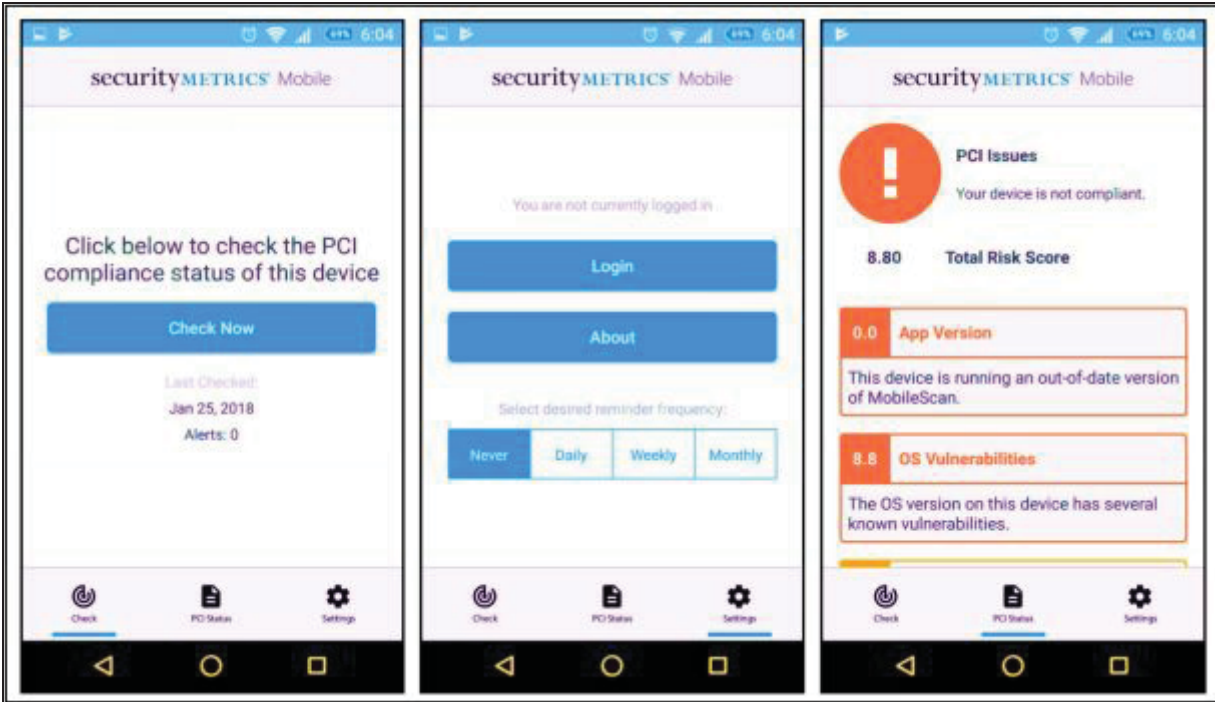 69% 6:04
securityMETRICS® Mobile
Click below to check the PCI
compliance status of this device
Check Now
Last Checked:
Jan 25, 2018
Alerts: 0
Check
PCI Status
Settings
69% 6:04
securityMETRICS® Mobile
You are not currently logged in
Login
About
Select desired reminder frequency:
Never
Daily
Weekly
Monthly
Check
PCI Status
Settings
69% 6:04
securityMETRICS® Mobile
PCI Issues
Your device is not compliant.
8.80 Total Risk Score
0.0 App Version
This device is running an out-of-date version
of MobileScan.
8.8 OS Vulnerabilities
The OS version on this device has several
known vulnerabilities.
Check
PCI Status
Settings